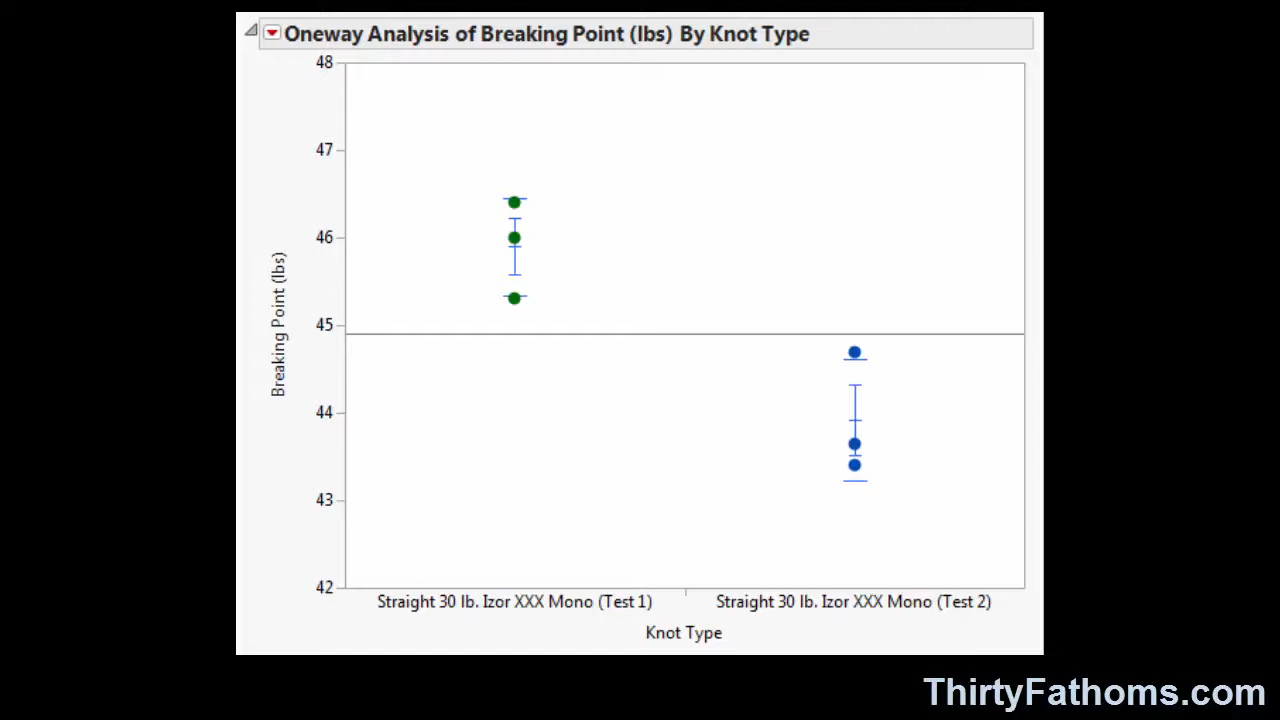 Oneway Analysis of Breaking Point (lbs) By Knot Type
48
47
46
45
44
43
42
Breaking Point (lbs)
Straight 30 lb. Izor XXX Mono (Test 1)
Straight 30 lb. Izor XXX Mono (Test 2)
Knot Type
ThirtyFathoms.com